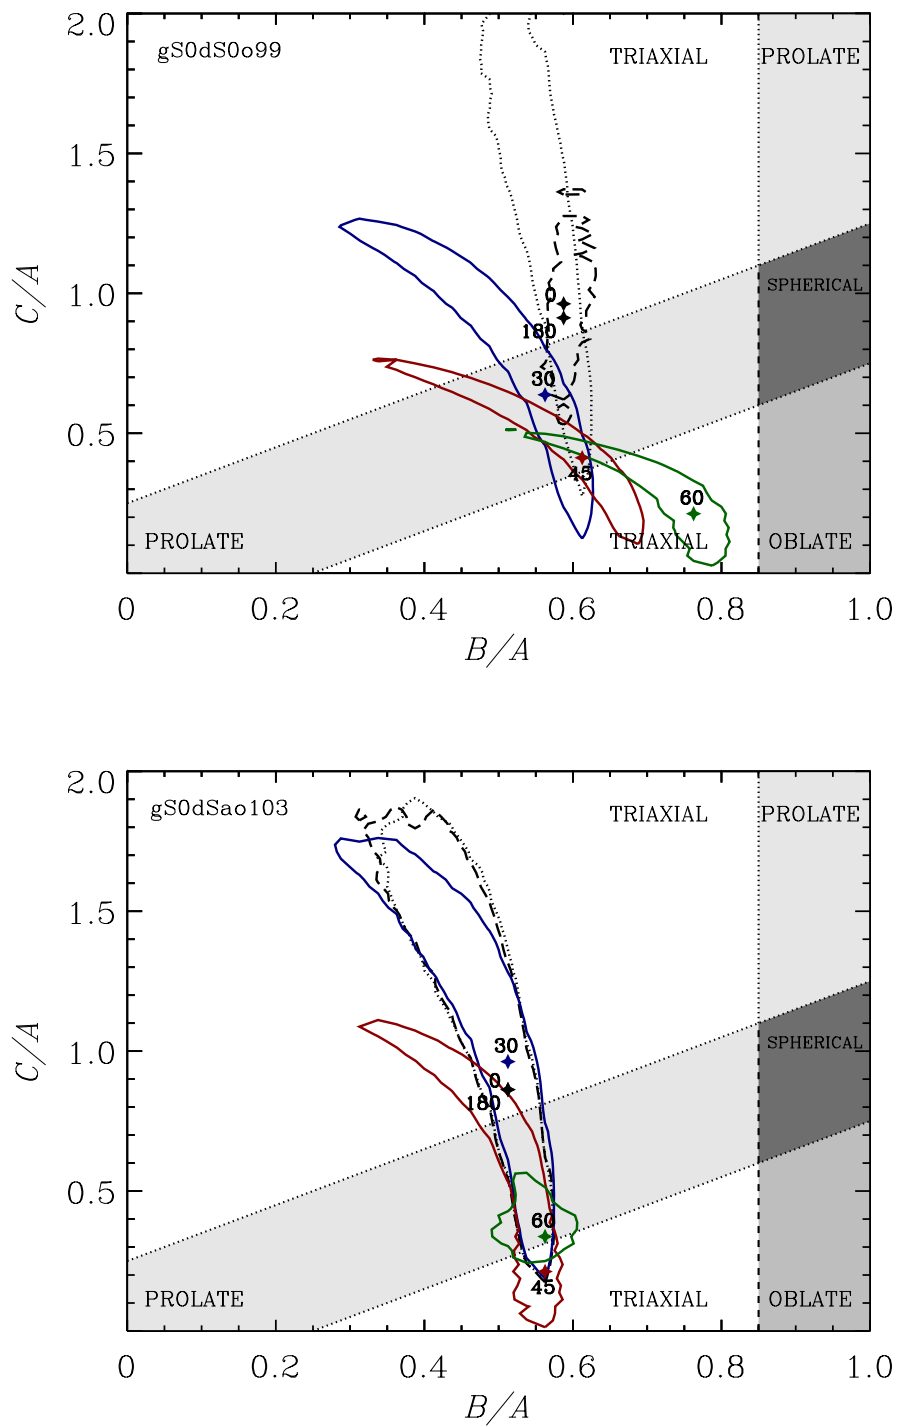 2.0
gS0dS0o99
TRIAXIAL
PROLATE
1.5
SPHERICAL
1.0
0
180
30
C/A
0.5
45
60
PROLATE
TRIAXIAL
OBLATE
0 0.2 0.4 0.6 0.8 1.0
B/A
2.0
gS0dSao103
TRIAXIAL
PROLATE
1.5
SPHERICAL
1.0
30
0
180
C/A
0.5
60
45
PROLATE
TRIAXIAL
OBLATE
0 0.2 0.4 0.6 0.8 1.0
B/A